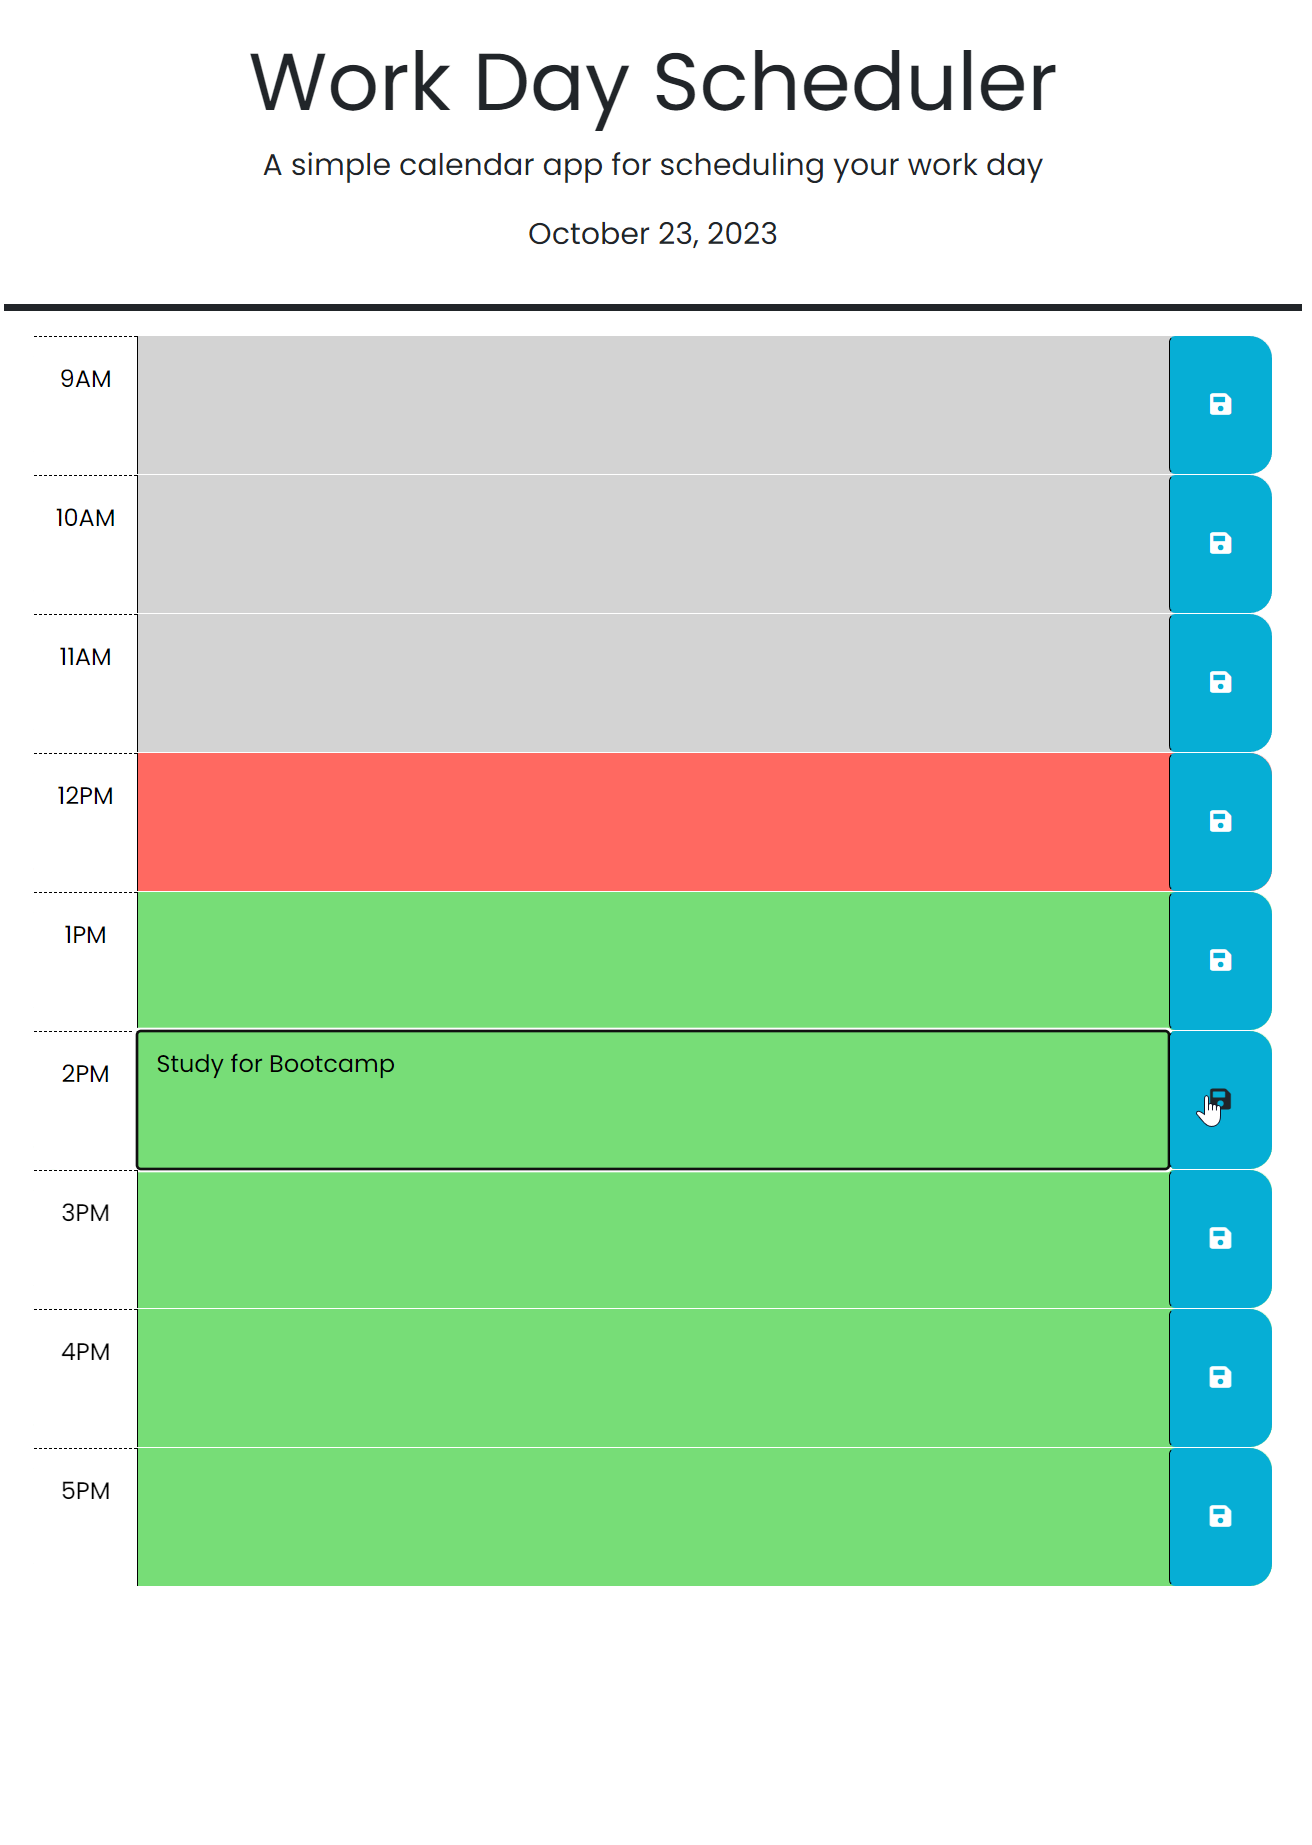 Work Day Scheduler
A simple calendar app for scheduling your work day
October 23, 2023
9AM
10AM
11AM
12PM
1PM
2PM
Study for Bootcamp
3PM
4PM
5PM